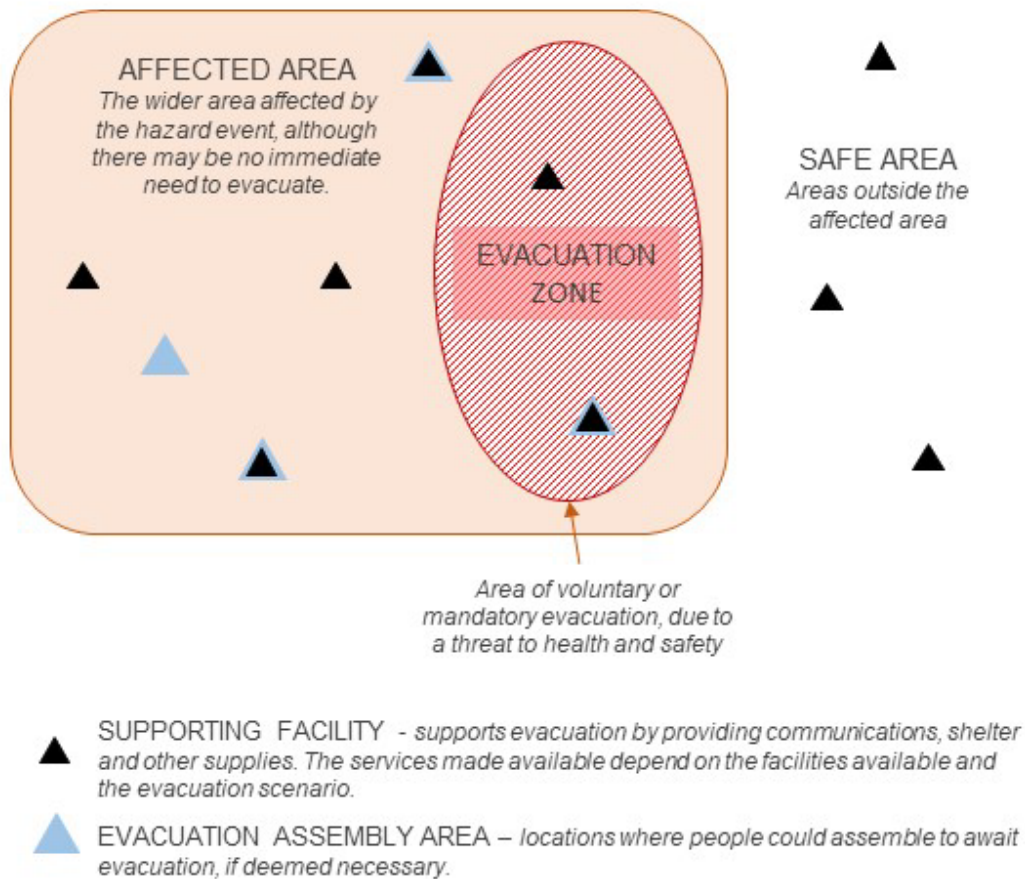 AFFECTED AREA
The wider area affected by
the hazard event, although
there may be no immediate
need to evacuate.
SAFE AREA
Areas outside the
affected area
EVACUATION
ZONE
Area of voluntary or
mandatory evacuation, due to
a threat to health and safety
SUPPORTING FACILITY - supports evacuation by providing communications, shelter
and other supplies. The services made available depend on the facilities available and
the evacuation scenario.
EVACUATION ASSEMBLY AREA – locations where people could assemble to await
evacuation, if deemed necessary.